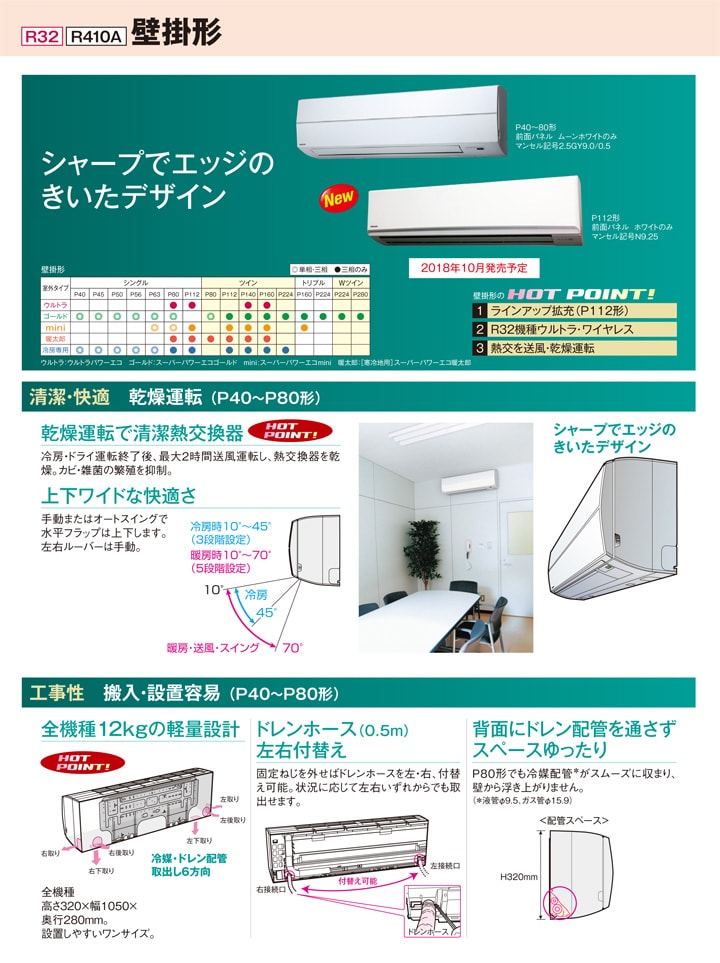 R32 R410A 壁掛形
シャープでエッジの
きいたデザイン
P40〜80形
前面パネル ムーンホワイトのみ
マンセル記号2.5GY9.0/0.5
New
P112形
前面パネル ホワイトのみ
マンセル記号N9.25
2018年10月発売予定
壁掛形 ◎単相・三相 ●三相のみ
室外タイプ シングル ツイン トリプル Wツイン
P40 P45 P50 P56 P63 P80 P112 P80 P112 P140 P160 P224 P160 P224 P224 P280
ウルトラ ● ● ● ●
ゴールド ◎ ◎ ◎ ◎ ◎ ● ● ● ● ● ● ● ● ● ● ●
mini ◎ ◎ ● ● ● ● ●
暖太郎 ● ● ● ● ● ●
冷房専用 ◎ ◎ ◎ ◎ ◎ ● ● ● ● ● ● ●
ウルトラ:ウルトラパワーエコ ゴールド:スーパーパワーエコゴールド mini:スーパーパワーエコmini 暖太郎:[寒冷地用]スーパーパワーエコ暖太郎
壁掛形の HOT POINT!
1 ラインアップ拡充(P112形)
2 R32機種ウルトラ・ワイヤレス
3 熱交を送風・乾燥運転
清潔・快適 乾燥運転(P40〜P80形)
乾燥運転で清潔熱交換器 HOT POINT!
冷房・ドライ運転終了後、最大2時間送風運転し、熱交換器を乾
燥。カビ・雑菌の繁殖を抑制。
上下ワイドな快適さ
手動またはオートスイングで
水平フラップは上下します。
左右ルーバーは手動。
冷房時10°〜45°
(3段階設定)
暖房時10°〜70°
(5段階設定)
10°
冷房
45°
暖房・送風・スイング
70°
シャープでエッジの
きいたデザイン
工事性 搬入・設置容易(P40〜P80形)
全機種12kgの軽量設計
HOT POINT!
左取り
左後取り
左下取り
右取り
右後取り
右下取り
冷媒・ドレン配管
取出し6方向
全機種
高さ320×幅1050×
奥行280mm。
設置しやすいワンサイズ。
ドレンホース(0.5m)
左右付替え
固定ねじを外せばドレンホースを左・右、付替
え可能。状況に応じて左右いずれからでも取
出せます。
左接続口
付替え可能
右接続口
ドレンホース
背面にドレン配管を通さず
スペースゆったり
P80形でも冷媒配管*がスムーズに収まり、
壁から浮き上がりません。
(*液管φ9.5,ガス管φ15.9)
<配管スペース>
H320mm